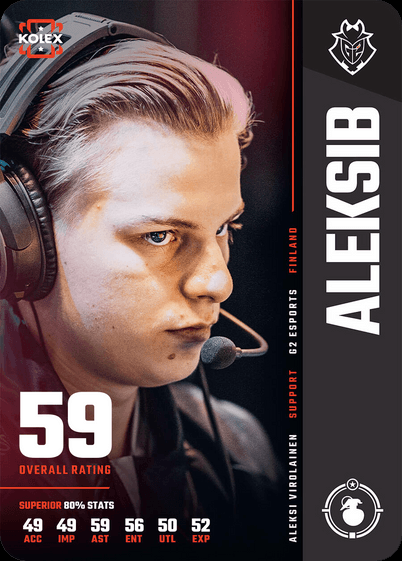 KOLEX
G2
ALEKSIB
ALEKSI VIROLAINEN SUPPORT G2 ESPORTS FINLAND
59
OVERALL RATING
SUPERIOR 80% STATS
49 49 59 56 50 52
ACC IMP AST ENT UTL EXP